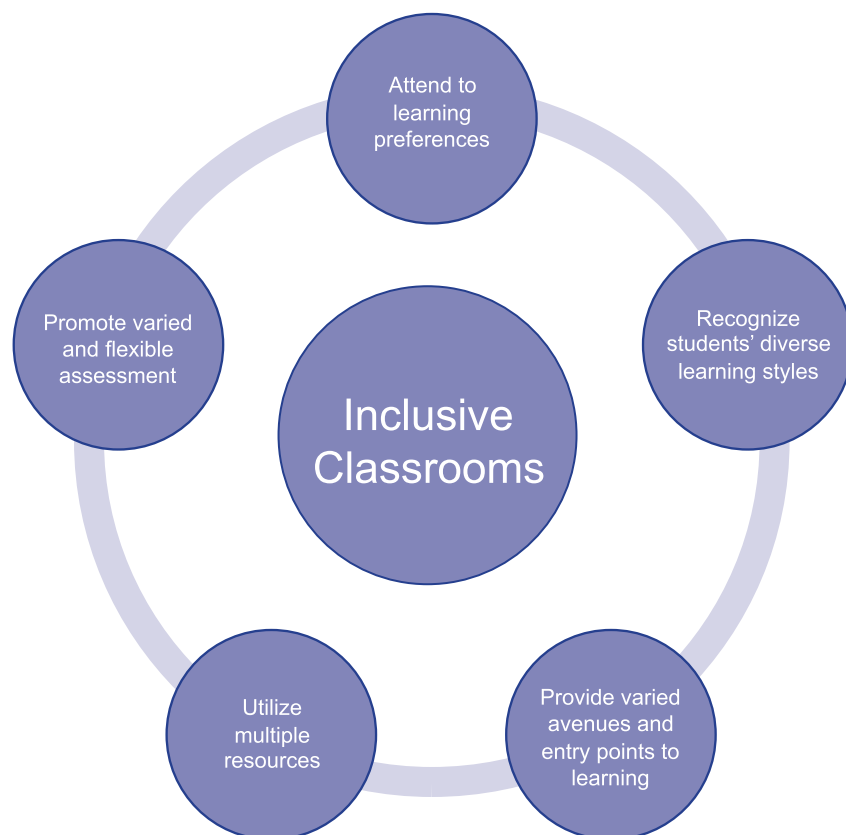 Attend to
learning
preferences
Recognize
students’ diverse
learning styles
Provide varied
avenues and
entry points to
learning
Utilize
multiple
resources
Promote varied
and flexible
assessment
Inclusive
Classrooms